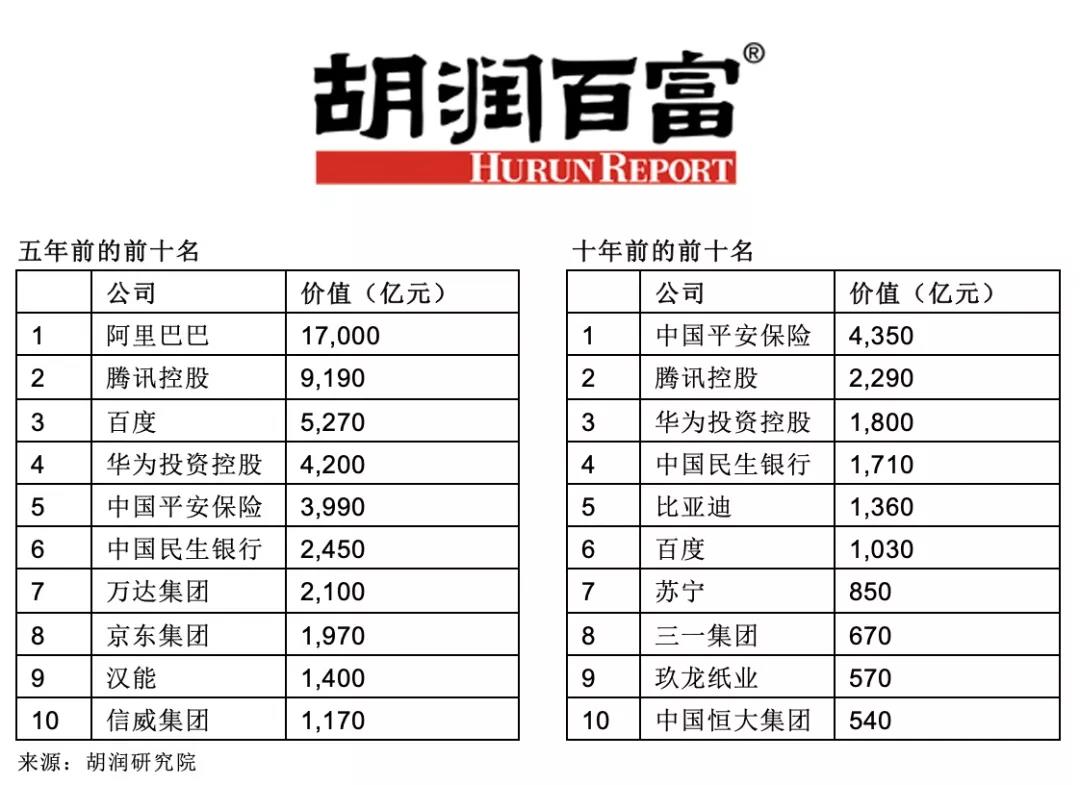 胡润百富®
HURUN REPORT
五年前的前十名
公司 价值（亿元）
1 阿里巴巴 17,000
2 腾讯控股 9,190
3 百度 5,270
4 华为投资控股 4,200
5 中国平安保险 3,990
6 中国民生银行 2,450
7 万达集团 2,100
8 京东集团 1,970
9 汉能 1,400
10 信威集团 1,170
十年前的前十名
公司 价值（亿元）
1 中国平安保险 4,350
2 腾讯控股 2,290
3 华为投资控股 1,800
4 中国民生银行 1,710
5 比亚迪 1,360
6 百度 1,030
7 苏宁 850
8 三一集团 670
9 玖龙纸业 570
10 中国恒大集团 540
来源：胡润研究院